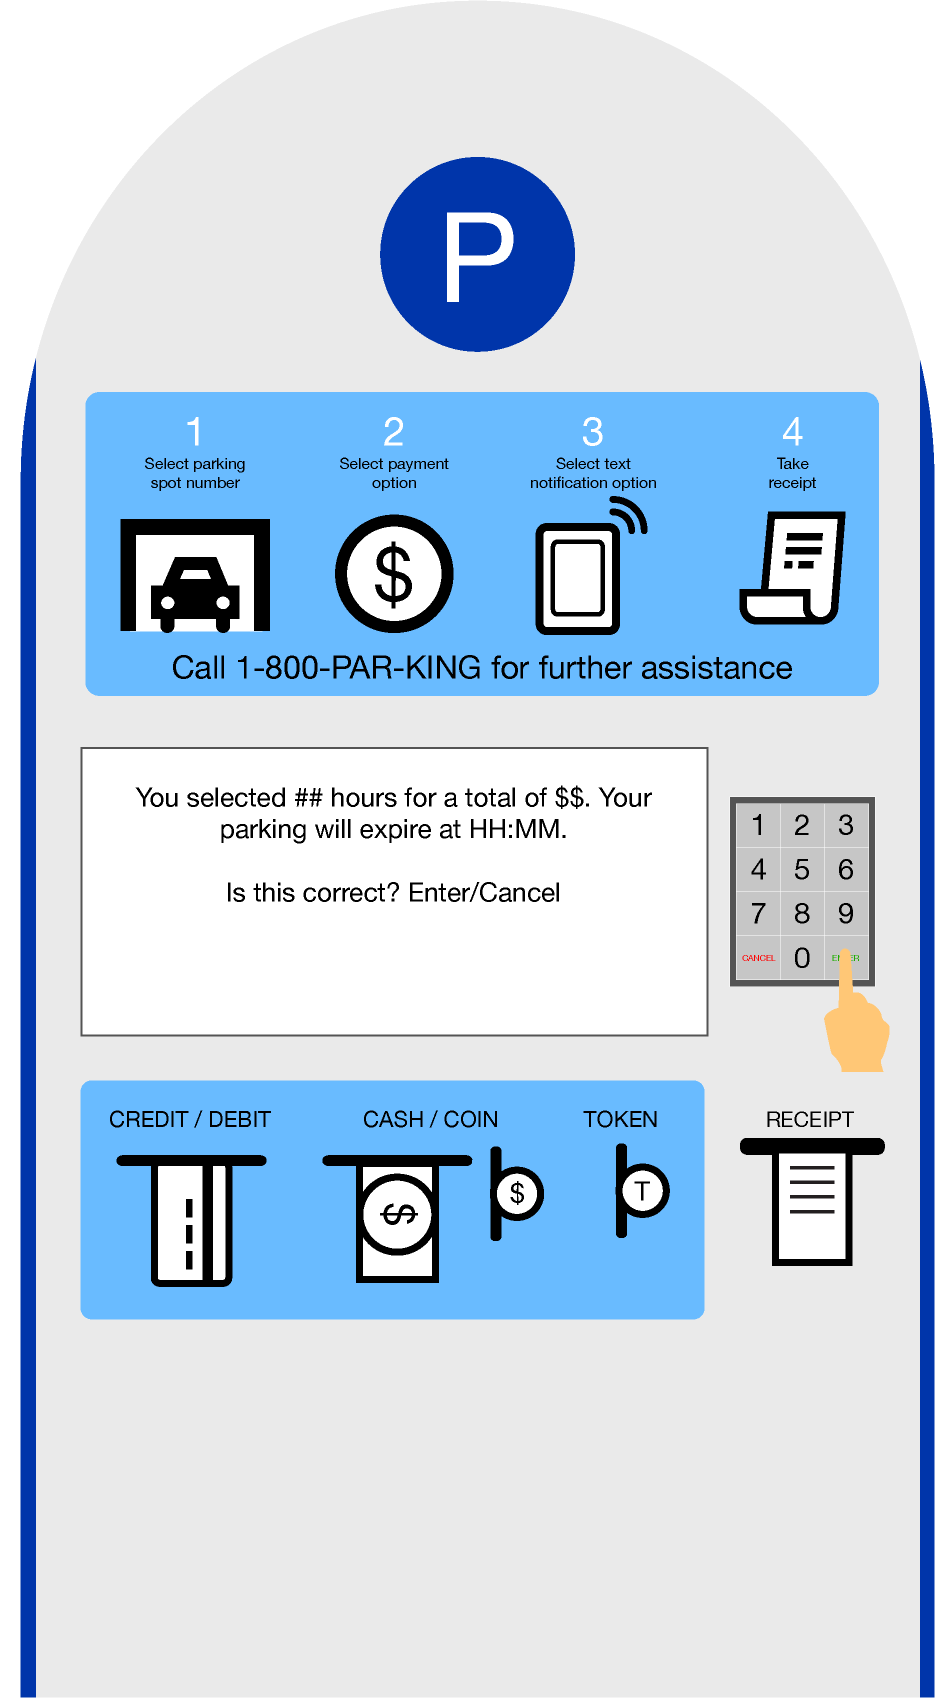 P
1
Select parking
spot number
2
Select payment
option
3
Select text
notification option
4
Take
receipt
$
Call 1-800-PAR-KING for further assistance
You selected ## hours for a total of $$. Your
parking will expire at HH:MM.
Is this correct? Enter/Cancel
1 2 3
4 5 6
7 8 9
CANCEL 0
CREDIT / DEBIT
CASH / COIN
TOKEN
RECEIPT
$
$
T